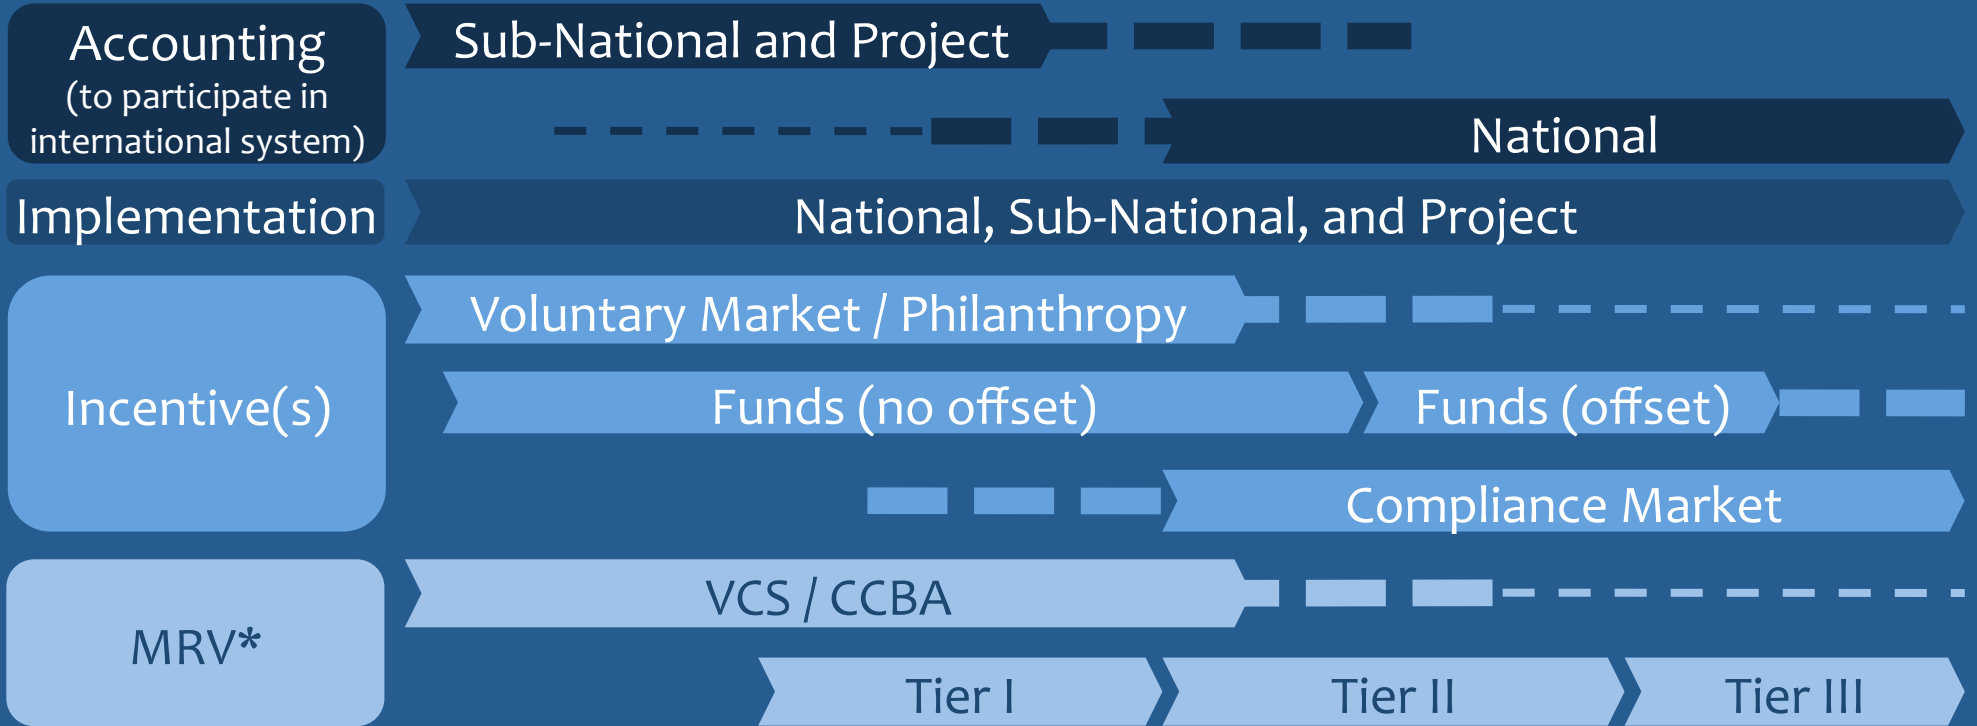 Accounting
(to participate in
international system)
Sub-National and Project
National
Implementation
National, Sub-National, and Project
Incentive(s)
Voluntary Market / Philanthropy
Funds (no offset)
Funds (offset)
Compliance Market
MRV*
VCS / CCBA
Tier I
Tier II
Tier III